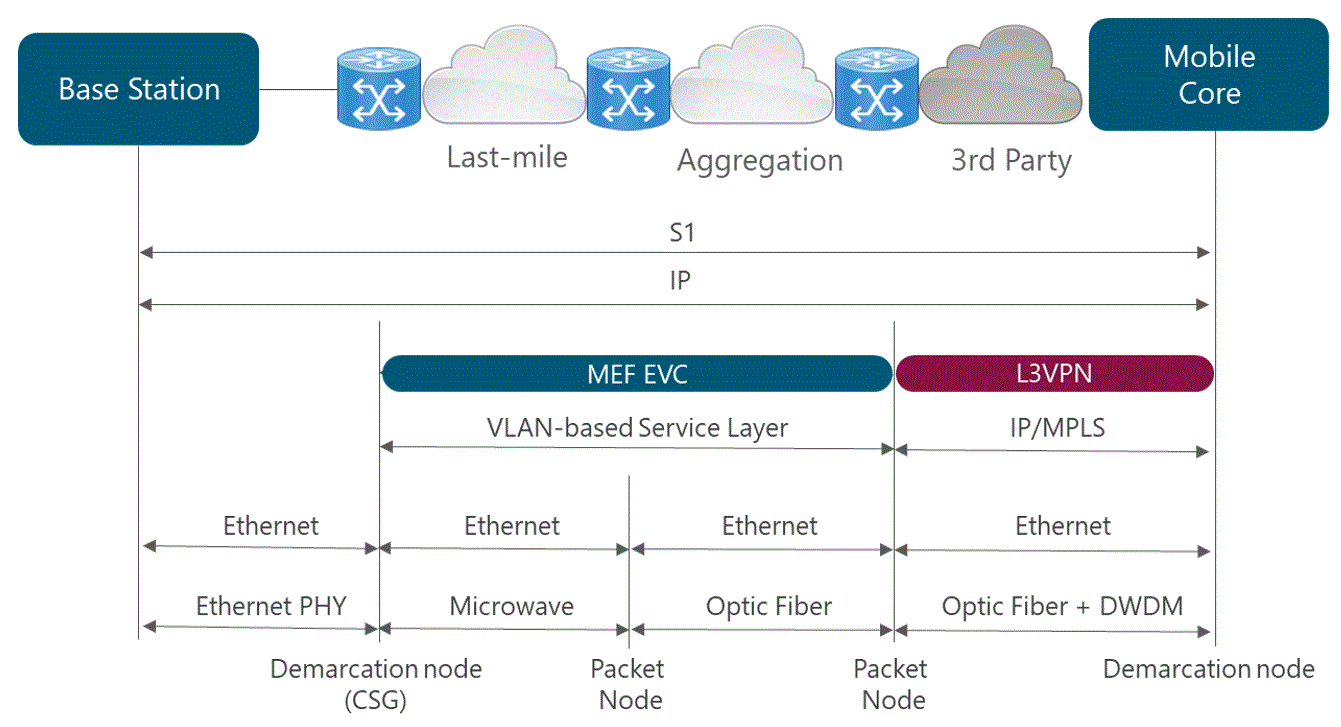 Base Station
Mobile
Core
Last-mile
Aggregation
3rd Party
S1
IP
MEF EVC
L3VPN
VLAN-based Service Layer
IP/MPLS
Ethernet
Ethernet
Ethernet
Ethernet
Ethernet PHY
Microwave
Optic Fiber
Optic Fiber + DWDM
Demarcation node
(CSG)
Packet
Node
Packet
Node
Demarcation node